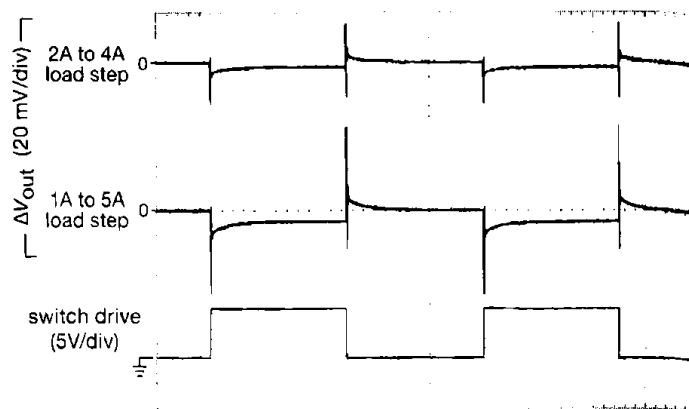 ΔVout (20 mV/div)
2A to 4A
load step
0
1A to 5A
load step
0
switch drive
(5V/div)